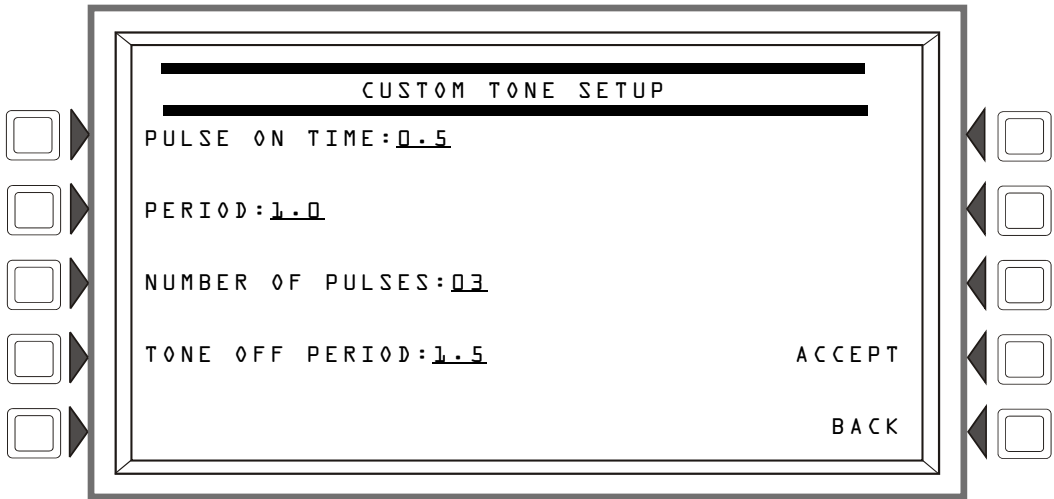 CUSTOM TONE SETUP
PULSE ON TIME:0.5
PERIOD:1.0
NUMBER OF PULSES:03
TONE OFF PERIOD:1.5 ACCEPT
BACK